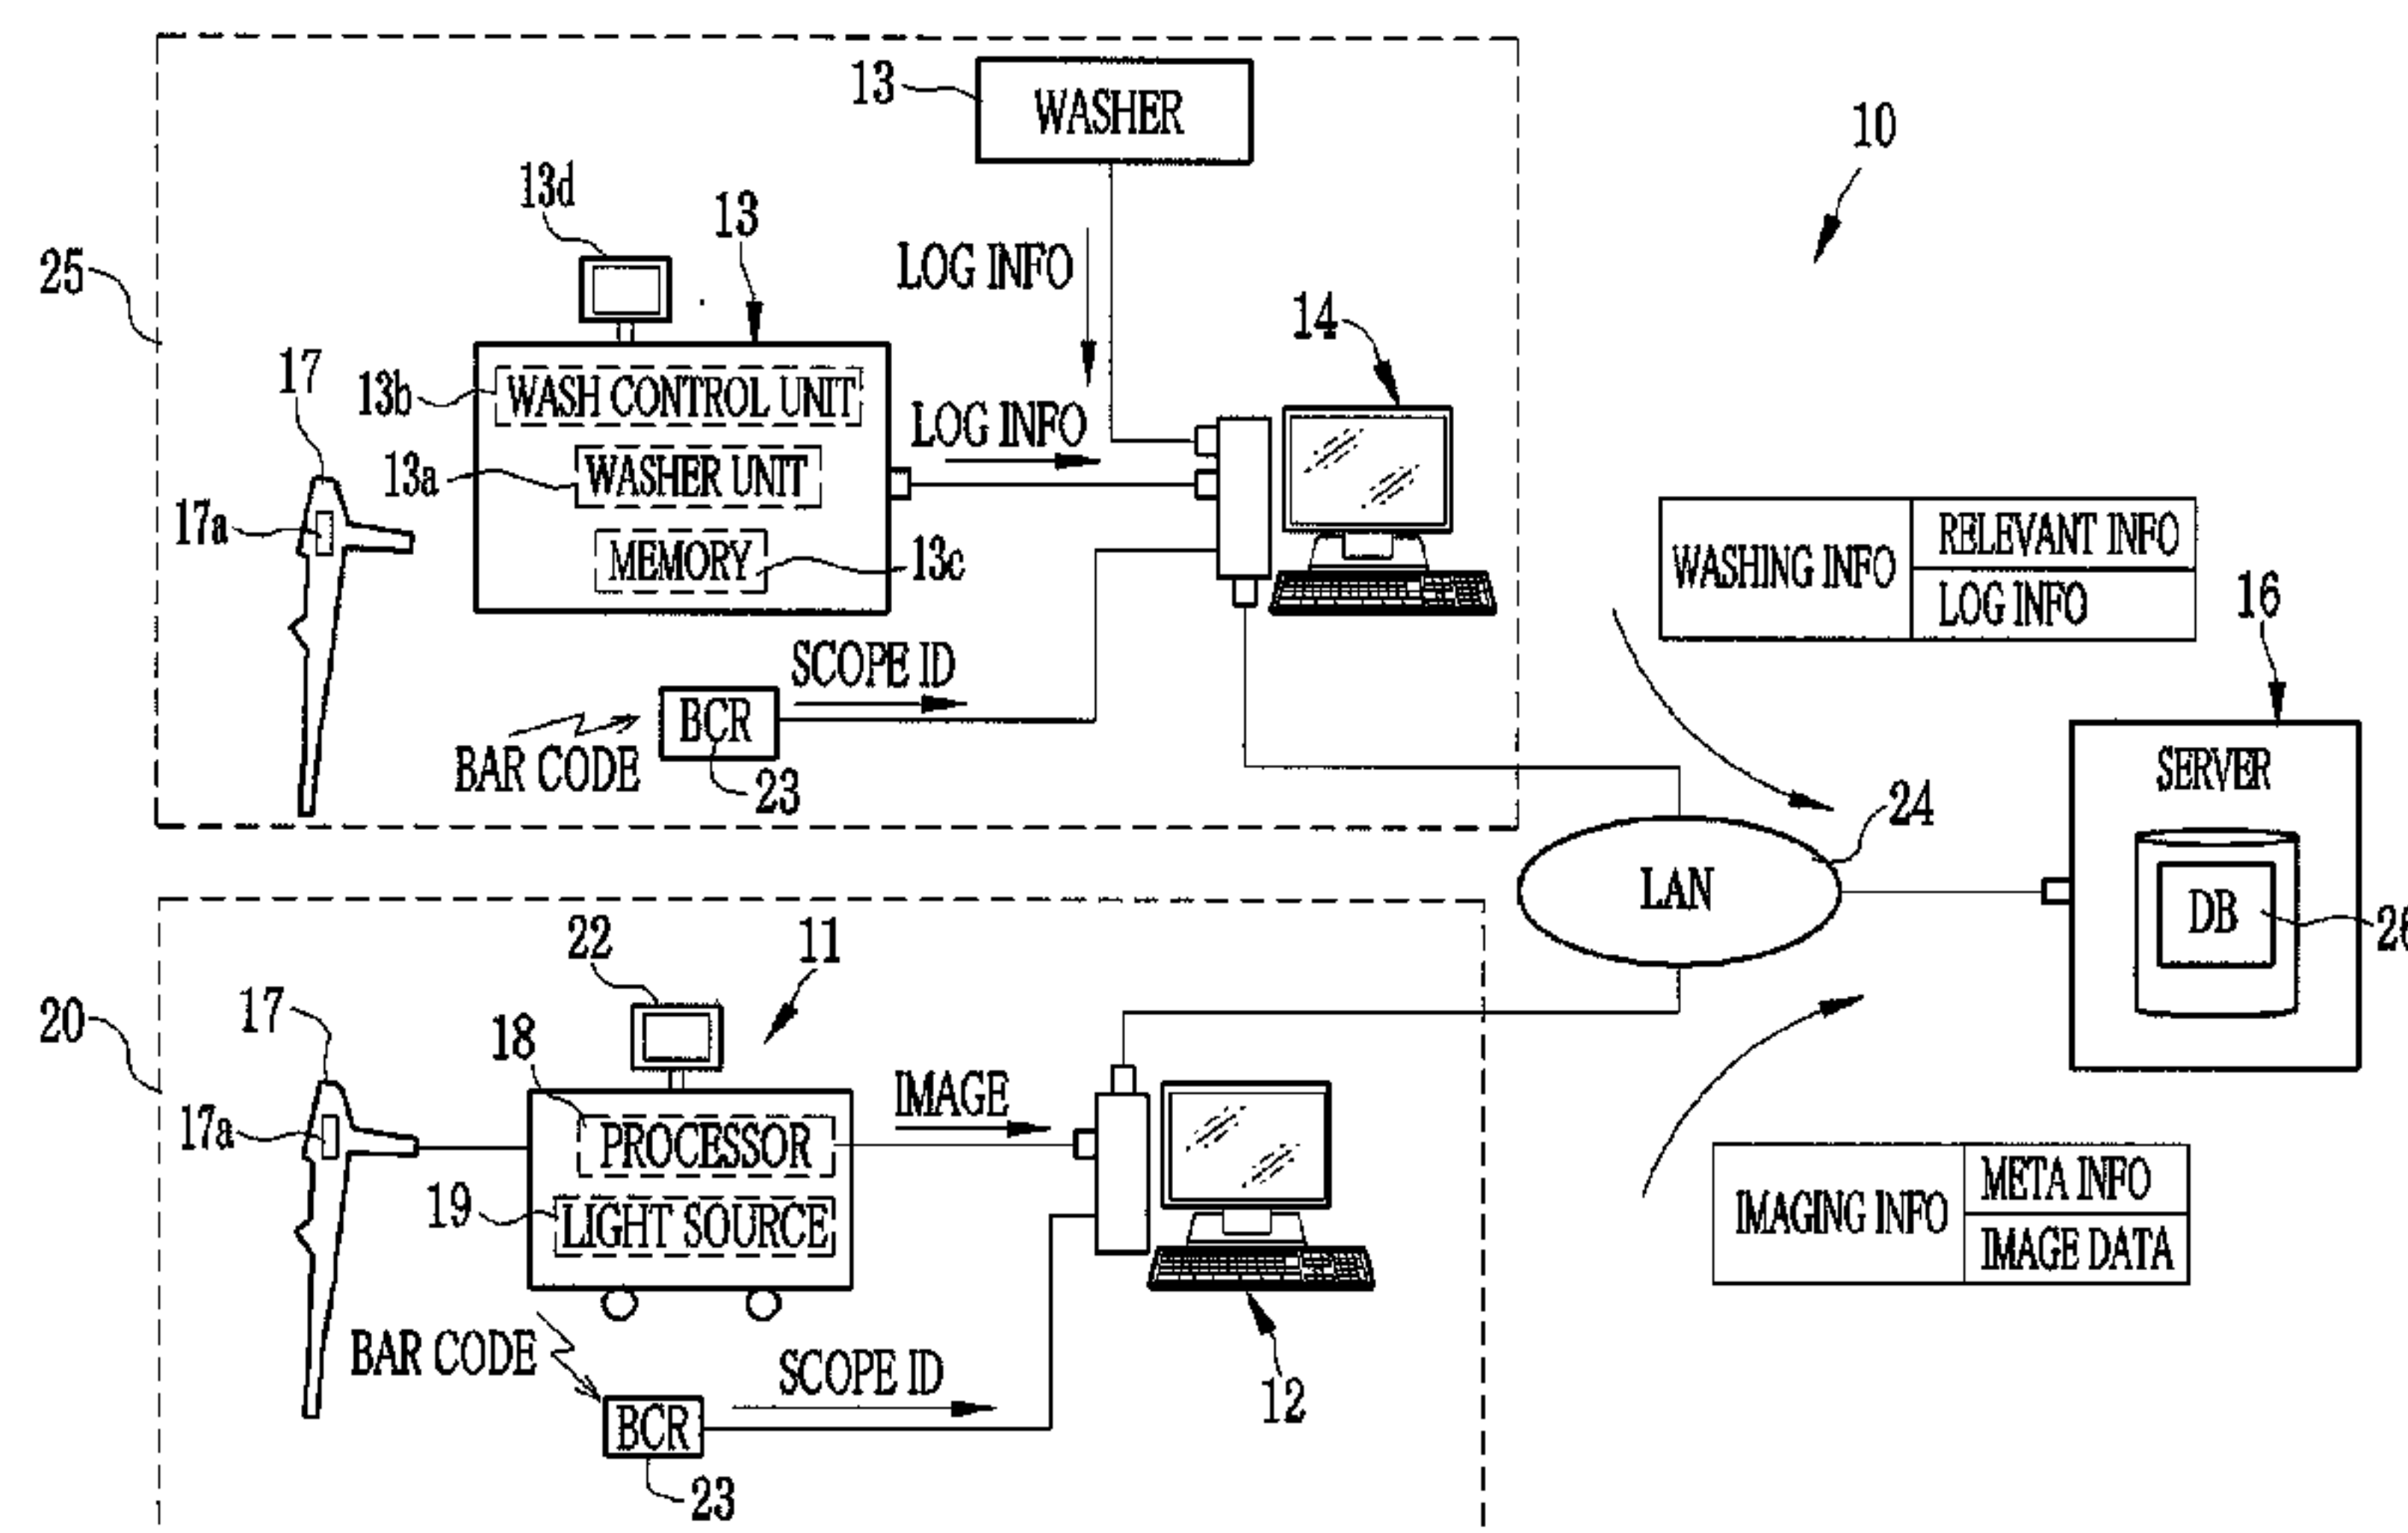 13
WASHER
10
13d
13
LOG INFO
25
14
17
13b
WASH CONTROL UNIT
LOG INFO
13a
WASHER UNIT
17a
MEMORY
13c
WASHING INFO
RELEVANT INFO
LOG INFO
16
SCOPE ID
BCR
BAR CODE
23
SERVER
24
LAN
DB
22
11
20
17
18
IMAGE
17a
PROCESSOR
19
LIGHT SOURCE
IMAGING INFO
META INFO
IMAGE DATA
BAR CODE
SCOPE ID
12
BCR
23